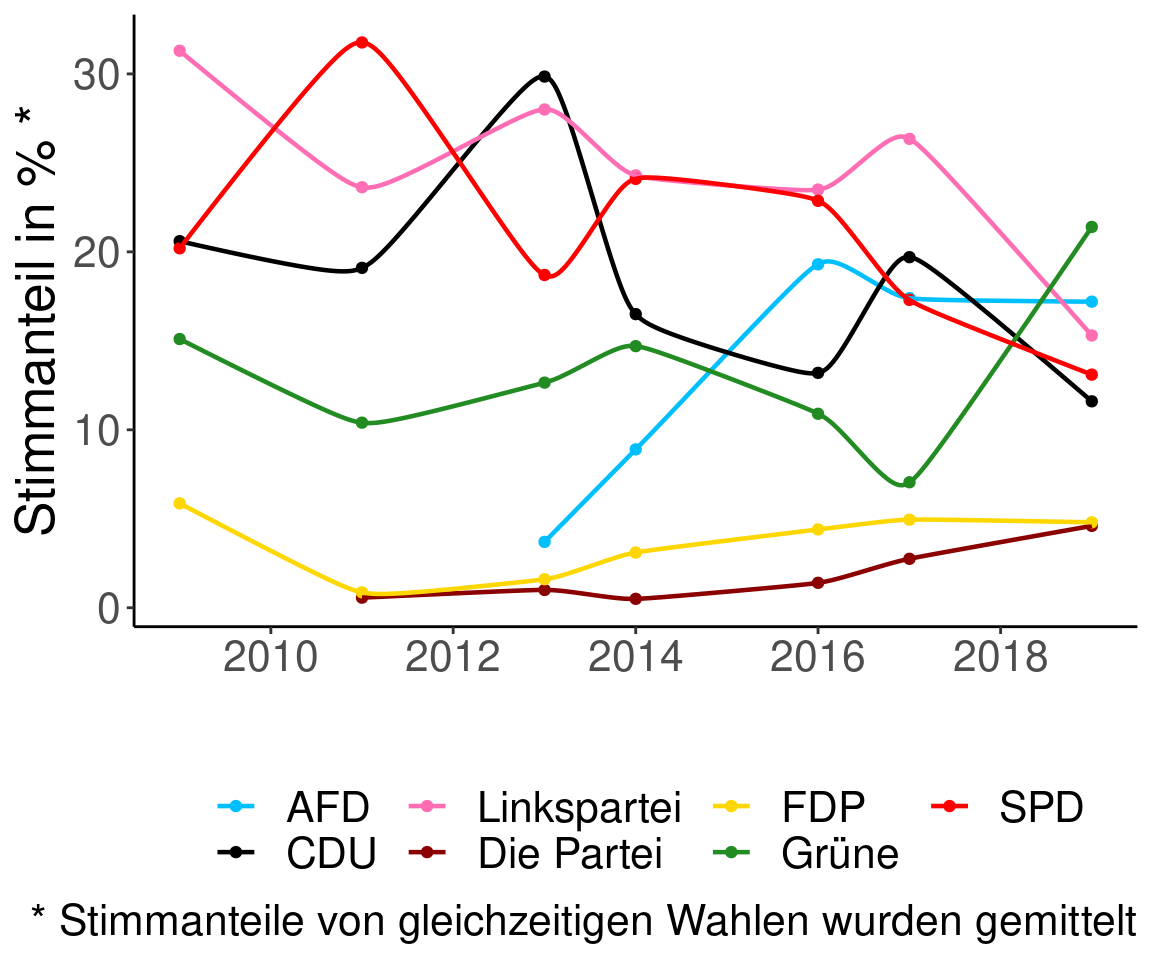 Stimmanteil in % *
30
20
10
0
2010 2012 2014 2016 2018
AFD Linkspartei FDP SPD
CDU Die Partei Grüne
* Stimmanteile von gleichzeitigen Wahlen wurden gemittelt